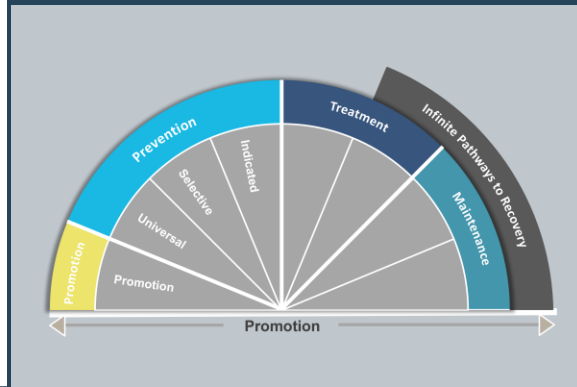 Promotion
Prevention
Treatment
Infinite Pathways to Recovery
Maintenance
Promotion
Universal
Selective
Indicated
Promotion